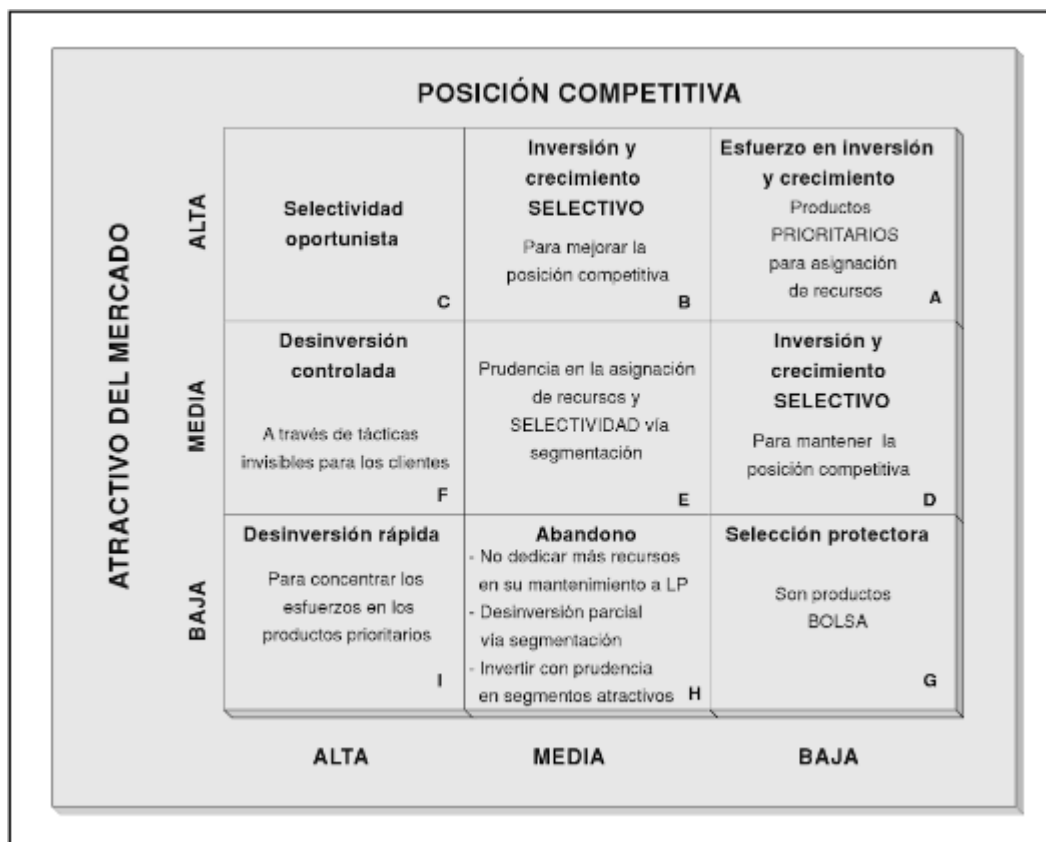 POSICIÓN COMPETITIVA
ATRACTIVO DEL MERCADO
ALTA
Selectividad
oportunista
C
Inversión y
crecimiento
SELECTIVO
Para mejorar la
posición competitiva
B
Esfuerzo en inversión
y crecimiento
Productos
PRIORITARIOS
para asignación
de recursos
A
MEDIA
Desinversión
controlada
A través de tácticas
invisibles para los clientes
F
Prudencia en la asignación
de recursos y
SELECTIVIDAD vía
segmentación
E
Inversión y
crecimiento
SELECTIVO
Para mantener la
posición competitiva
D
BAJA
Desinversión rápida
Para concentrar los
esfuerzos en los
productos prioritarios
I
Abandono
- No dedicar más recursos
en su mantenimiento a LP
- Desinversión parcial
vía segmentación
- Invertir con prudencia
en segmentos atractivos
H
Selección protectora
Son productos
BOLSA
G
ALTA
MEDIA
BAJA